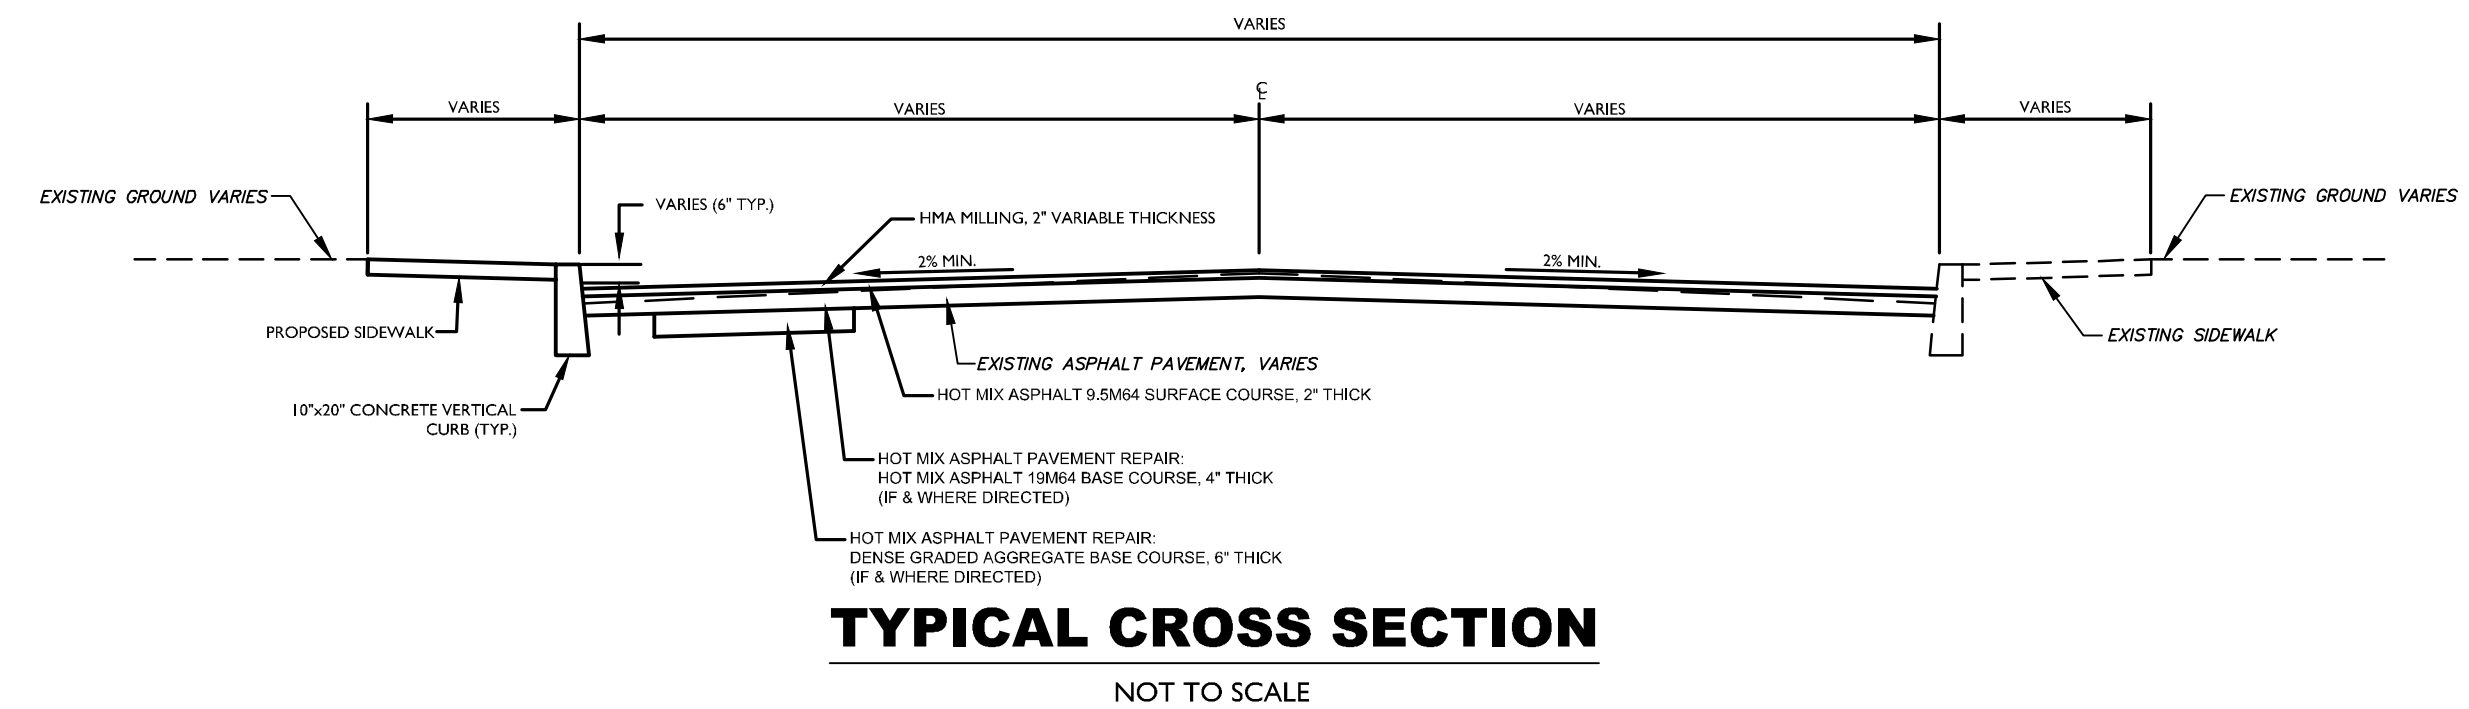 VARIES
℄
VARIES
VARIES
VARIES
VARIES
EXISTING GROUND VARIES
VARIES (6" TYP.)
HMA MILLING, 2" VARIABLE THICKNESS
EXISTING GROUND VARIES
2% MIN.
2% MIN.
PROPOSED SIDEWALK
EXISTING SIDEWALK
EXISTING ASPHALT PAVEMENT, VARIES
HOT MIX ASPHALT 9.5M64 SURFACE COURSE, 2" THICK
10"x20" CONCRETE VERTICAL
CURB (TYP.)
HOT MIX ASPHALT PAVEMENT REPAIR:
HOT MIX ASPHALT 19M64 BASE COURSE, 4" THICK
(IF & WHERE DIRECTED)
HOT MIX ASPHALT PAVEMENT REPAIR:
DENSE GRADED AGGREGATE BASE COURSE, 6" THICK
(IF & WHERE DIRECTED)
TYPICAL CROSS SECTION
NOT TO SCALE